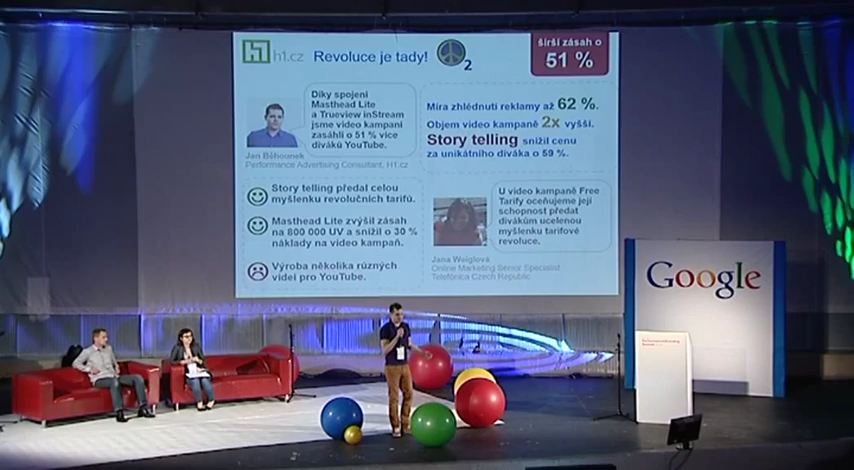 h1.cz Revoluce je tady! 2
širší zásah o
51 %
Díky spojení
Masthead Lite
a Trueview inStream
jsme video kampaní
zasáhli o 51 % více
diváků YouTube.
Jan Běhounek
Performance Advertising Consultant, H1.cz
Míra zhlédnutí reklamy až 62 %.
Objem video kampaně 2x vyšší.
Story telling snížil cenu
za unikátního diváka o 59 %.
Story telling předal celou
myšlenku revolučních tarifů.
Masthead Lite zvýšil zásah
na 800 000 UV a snížil o 30 %
náklady na video kampaň.
Výroba několika různých
videí pro YouTube.
U video kampaně Free
Tarify oceňujeme její
schopnost předat
divákům ucelenou
myšlenku tarifové
revoluce.
Jana Weiglová
Online Marketing Senior Specialist
Telefónica Czech Republic
Google